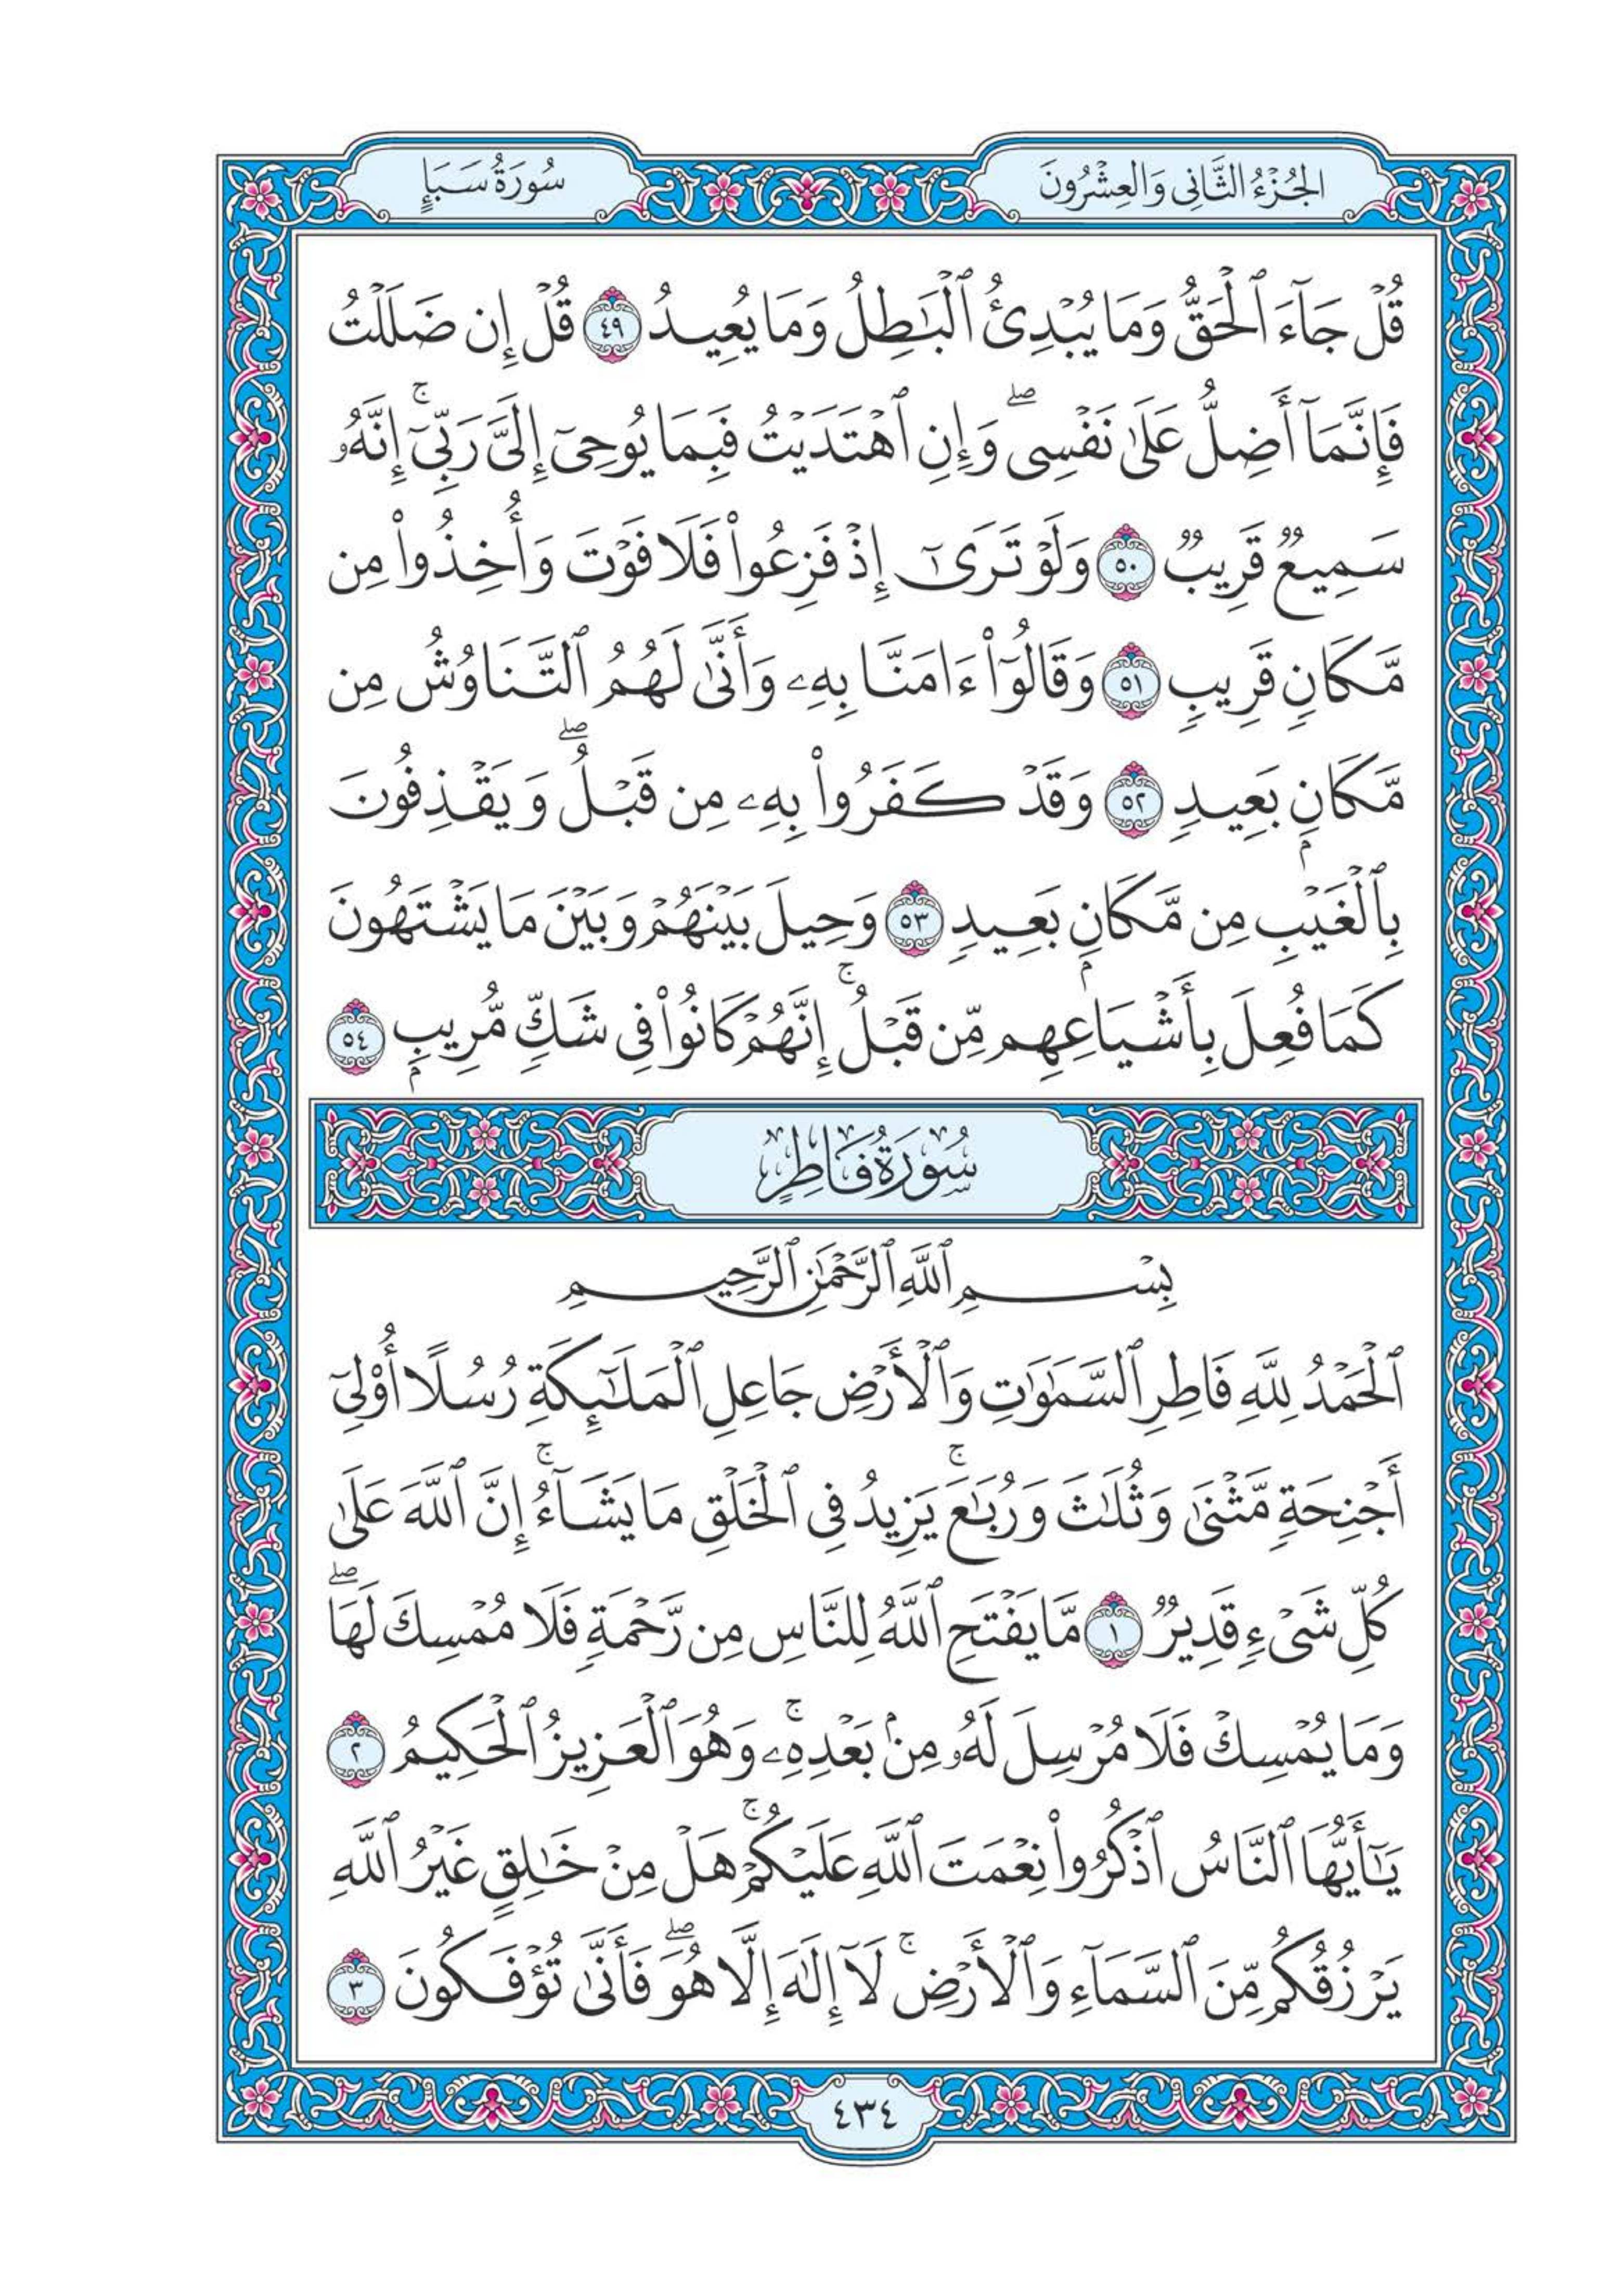 الجُزْءُ الثَّانِي وَالعِشْرُونَ
سُورَةُ سَبَإٍ
قُلْ جَآءَ ٱلْحَقُّ وَمَا يُبْدِئُ ٱلْبَٰطِلُ وَمَا يُعِيدُ ٤٩ قُلْ إِن ضَلَلْتُ
فَإِنَّمَآ أَضِلُّ عَلَىٰ نَفْسِىۖ وَإِنِ ٱهْتَدَيْتُ فَبِمَا يُوحِىٓ إِلَىَّ رَبِّىٓۚ إِنَّهُۥ
سَمِيعٌ قَرِيبٌ ٥٠ وَلَوْ تَرَىٰٓ إِذْ فَزِعُوا۟ فَلَا فَوْتَ وَأُخِذُوا۟ مِن
مَّكَانٍ قَرِيبٍ ٥١ وَقَالُوٓا۟ ءَامَنَّا بِهِۦ وَأَنَّىٰ لَهُمُ ٱلتَّنَاوُشُ مِن
مَّكَانٍۭ بَعِيدٍ ٥٢ وَقَدْ كَفَرُوا۟ بِهِۦ مِن قَبْلُۖ وَيَقْذِفُونَ
بِٱلْغَيْبِ مِن مَّكَانٍۭ بَعِيدٍ ٥٣ وَحِيلَ بَيْنَهُمْ وَبَيْنَ مَا يَشْتَهُونَ
كَمَا فُعِلَ بِأَشْيَاعِهِم مِّن قَبْلُۚ إِنَّهُمْ كَانُوا۟ فِى شَكٍّ مُّرِيبٍۭ ٥٤
سُورَةُ فَاطِرٍ
بِسْمِ ٱللَّهِ ٱلرَّحْمَٰنِ ٱلرَّحِيمِ
ٱلْحَمْدُ لِلَّهِ فَاطِرِ ٱلسَّمَٰوَٰتِ وَٱلْأَرْضِ جَاعِلِ ٱلْمَلَٰٓئِكَةِ رُسُلًا أُو۟لِىٓ
أَجْنِحَةٍ مَّثْنَىٰ وَثُلَٰثَ وَرُبَٰعَۚ يَزِيدُ فِى ٱلْخَلْقِ مَا يَشَآءُۚ إِنَّ ٱللَّهَ عَلَىٰ
كُلِّ شَىْءٍ قَدِيرٌ ١ مَّا يَفْتَحِ ٱللَّهُ لِلنَّاسِ مِن رَّحْمَةٍ فَلَا مُمْسِكَ لَهَاۖ
وَمَا يُمْسِكْ فَلَا مُرْسِلَ لَهُۥ مِنۢ بَعْدِهِۦۚ وَهُوَ ٱلْعَزِيزُ ٱلْحَكِيمُ ٢
يَٰٓأَيُّهَا ٱلنَّاسُ ٱذْكُرُوا۟ نِعْمَتَ ٱللَّهِ عَلَيْكُمْۚ هَلْ مِنْ خَٰلِقٍ غَيْرُ ٱللَّهِ
يَرْزُقُكُم مِّنَ ٱلسَّمَآءِ وَٱلْأَرْضِۚ لَآ إِلَٰهَ إِلَّا هُوَۖ فَأَنَّىٰ تُؤْفَكُونَ ٣
٤٣٤